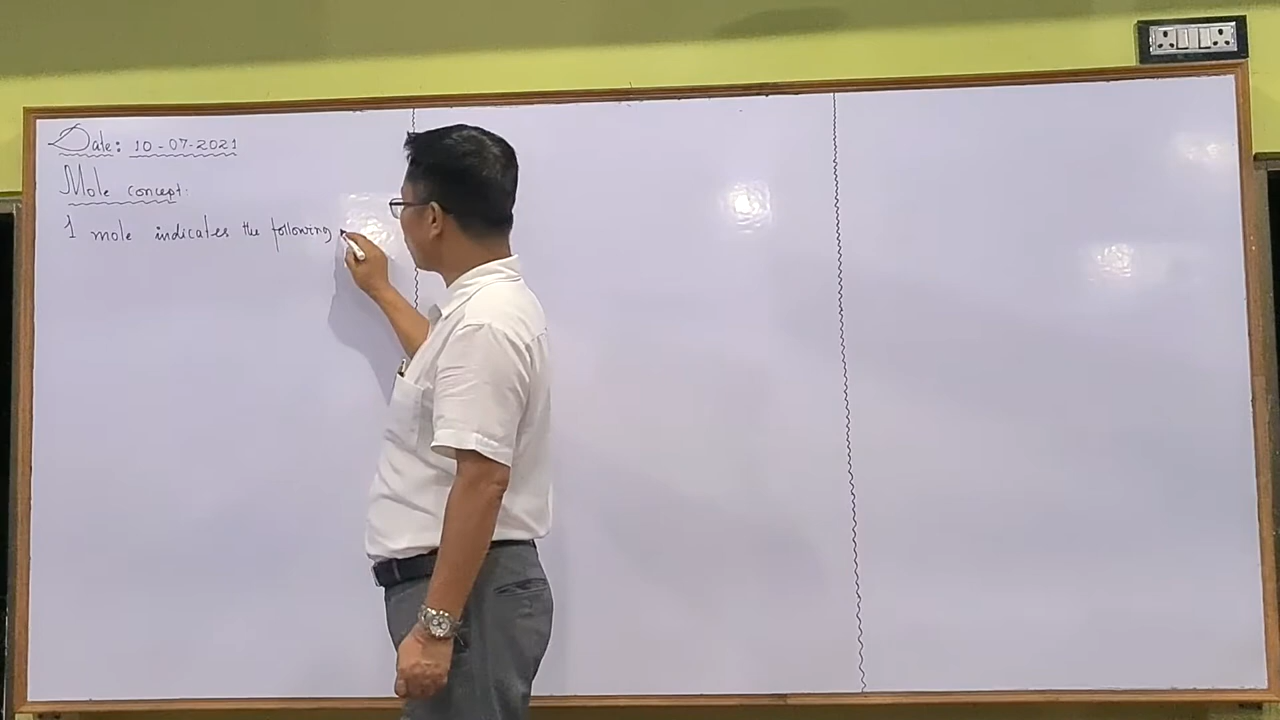 Date: 10-07-2021
Mole concept:
1 mole indicates the following